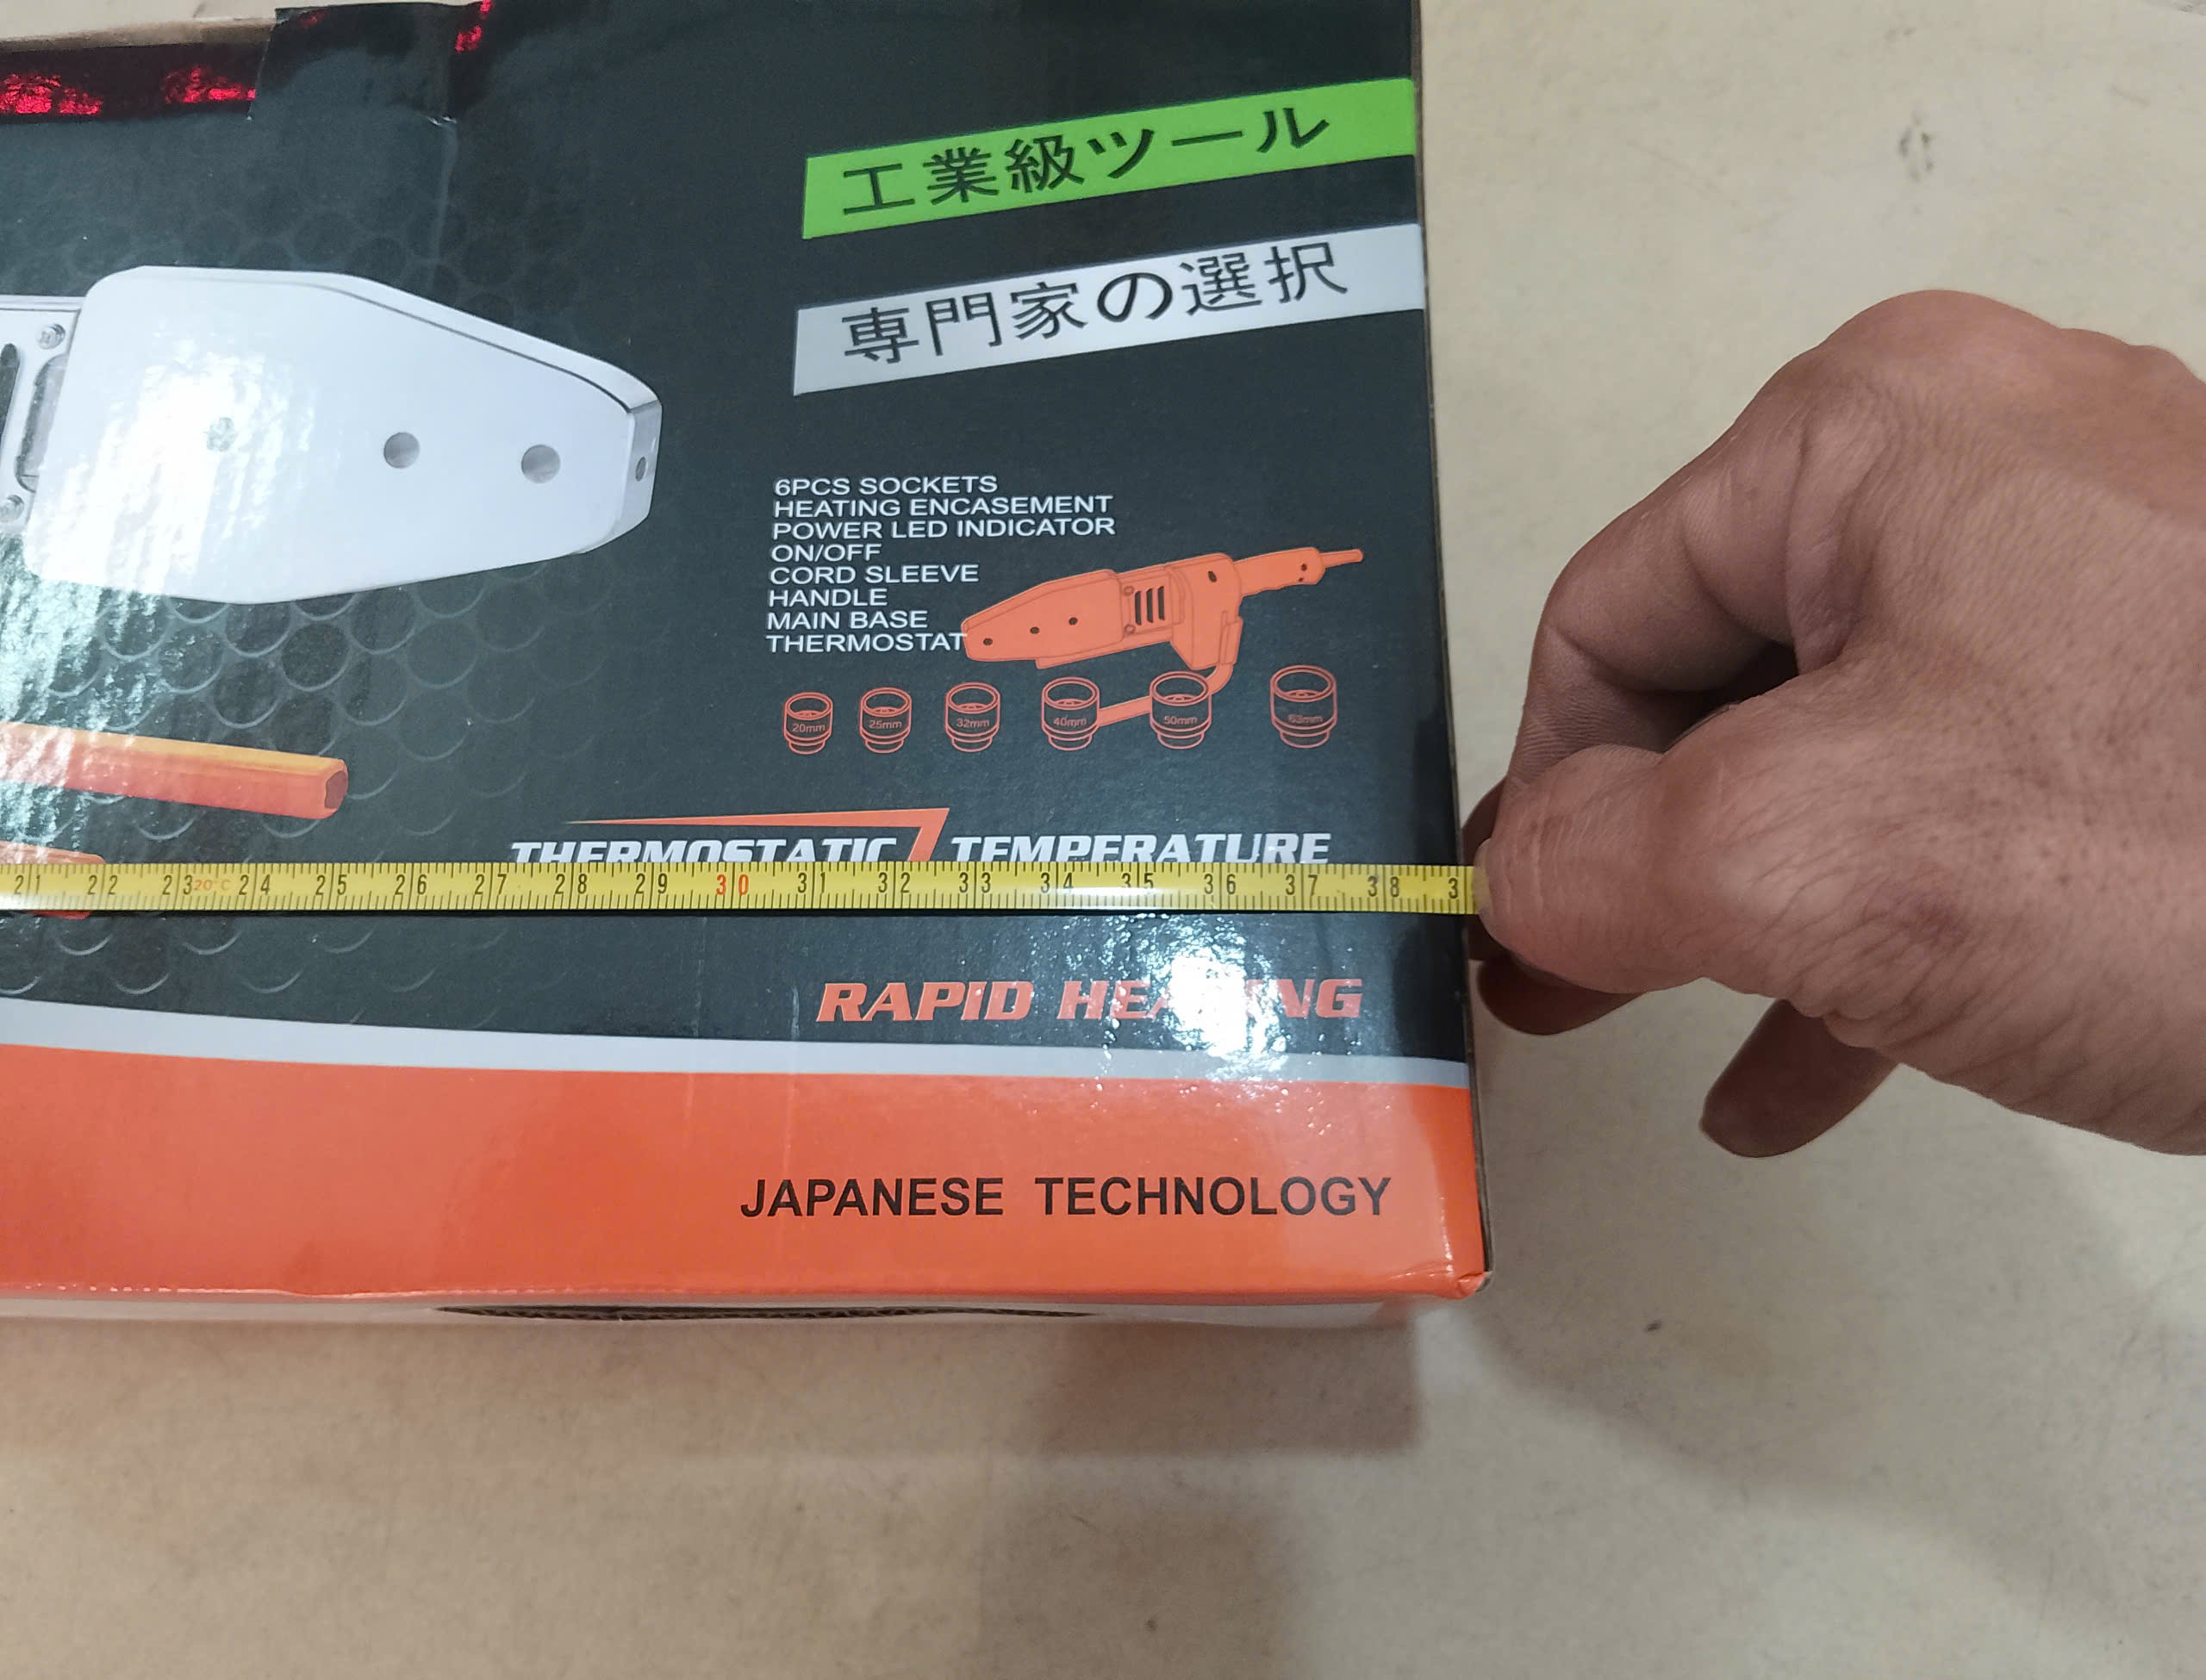 工業級ツール
専門家の選択
6PCS SOCKETS
HEATING ENCASEMENT
POWER LED INDICATOR
ON/OFF
CORD SLEEVE
HANDLE
MAIN BASE
THERMOSTAT
20mm 25mm 32mm 40mm 50mm 63mm
THERMOSTATIC TEMPERATURE
21 22 23 20°C 24 25 26 27 28 29 30 31 32 33 34 35 36 37 38 3
RAPID HEATING
JAPANESE TECHNOLOGY